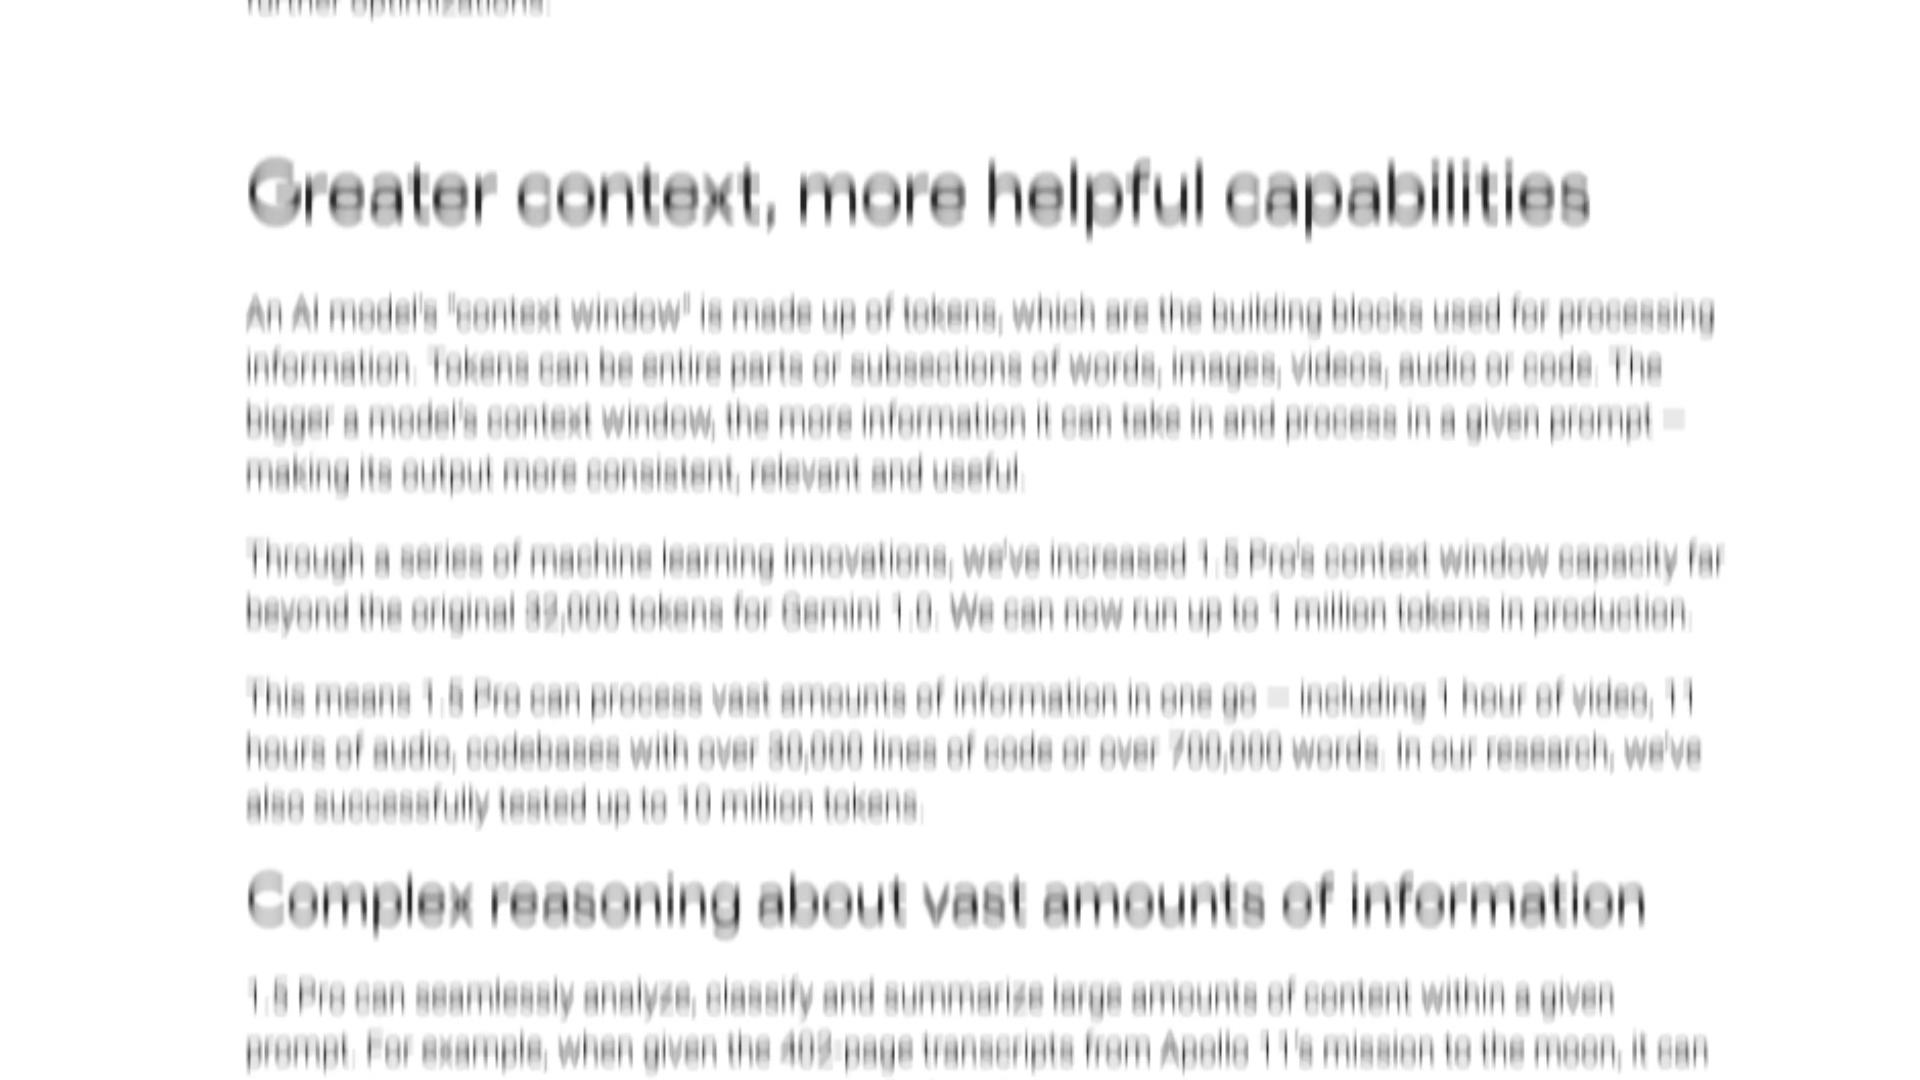 further optimizations.
Greater context, more helpful capabilities
An AI model's "context window" is made up of tokens, which are the building blocks used for processing
information. Tokens can be entire parts or subsections of words, images, videos, audio or code. The
bigger a model's context window, the more information it can take in and process in a given prompt —
making its output more consistent, relevant and useful.
Through a series of machine learning innovations, we've increased 1.5 Pro's context window capacity far
beyond the original 32,000 tokens for Gemini 1.0. We can now run up to 1 million tokens in production.
This means 1.5 Pro can process vast amounts of information in one go — including 1 hour of video, 11
hours of audio, codebases with over 30,000 lines of code or over 700,000 words. In our research, we've
also successfully tested up to 10 million tokens.
Complex reasoning about vast amounts of information
1.5 Pro can seamlessly analyze, classify and summarize large amounts of content within a given
prompt. For example, when given the 402-page transcripts from Apollo 11's mission to the moon, it can